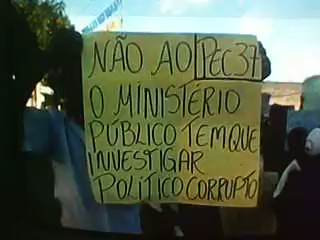 NÃO AO PEC 37
O MINISTÉRIO
PÚBLICO TEM QUE
INVESTIGAR
POLÍTICO CORRUPTO